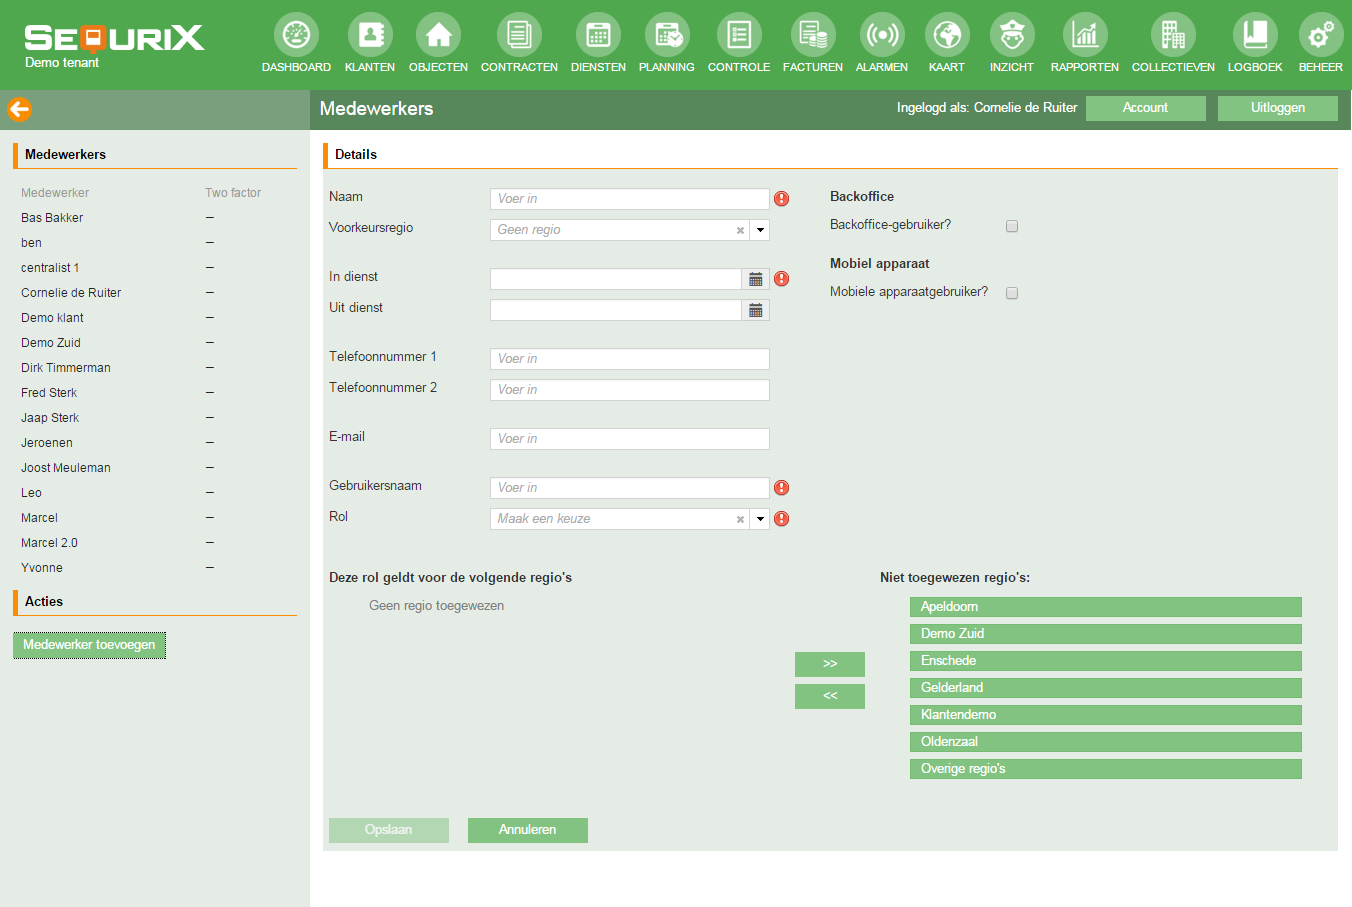 SEQURIX
Demo tenant
DASHBOARD KLANTEN OBJECTEN CONTRACTEN DIENSTEN PLANNING CONTROLE FACTUREN ALARMEN KAART INZICHT RAPPORTEN COLLECTIEVEN LOGBOEK BEHEER
Medewerkers
Ingelogd als: Cornelie de Ruiter
Account
Uitloggen
Medewerkers
Medewerker Two factor
Bas Bakker –
ben –
centralist 1 –
Cornelie de Ruiter –
Demo klant –
Demo Zuid –
Dirk Timmerman –
Fred Sterk –
Jaap Sterk –
Jeroenen –
Joost Meuleman –
Leo –
Marcel –
Marcel 2.0 –
Yvonne –
Acties
Medewerker toevoegen
Details
Naam Voer in
Voorkeursregio Geen regio
In dienst
Uit dienst
Telefoonnummer 1 Voer in
Telefoonnummer 2 Voer in
E-mail Voer in
Gebruikersnaam Voer in
Rol Maak een keuze
Backoffice
Backoffice-gebruiker?
Mobiel apparaat
Mobiele apparaatgebruiker?
Deze rol geldt voor de volgende regio's
Geen regio toegewezen
>>
<<
Niet toegewezen regio's:
Apeldoorn
Demo Zuid
Enschede
Gelderland
Klantendemo
Oldenzaal
Overige regio's
Opslaan
Annuleren